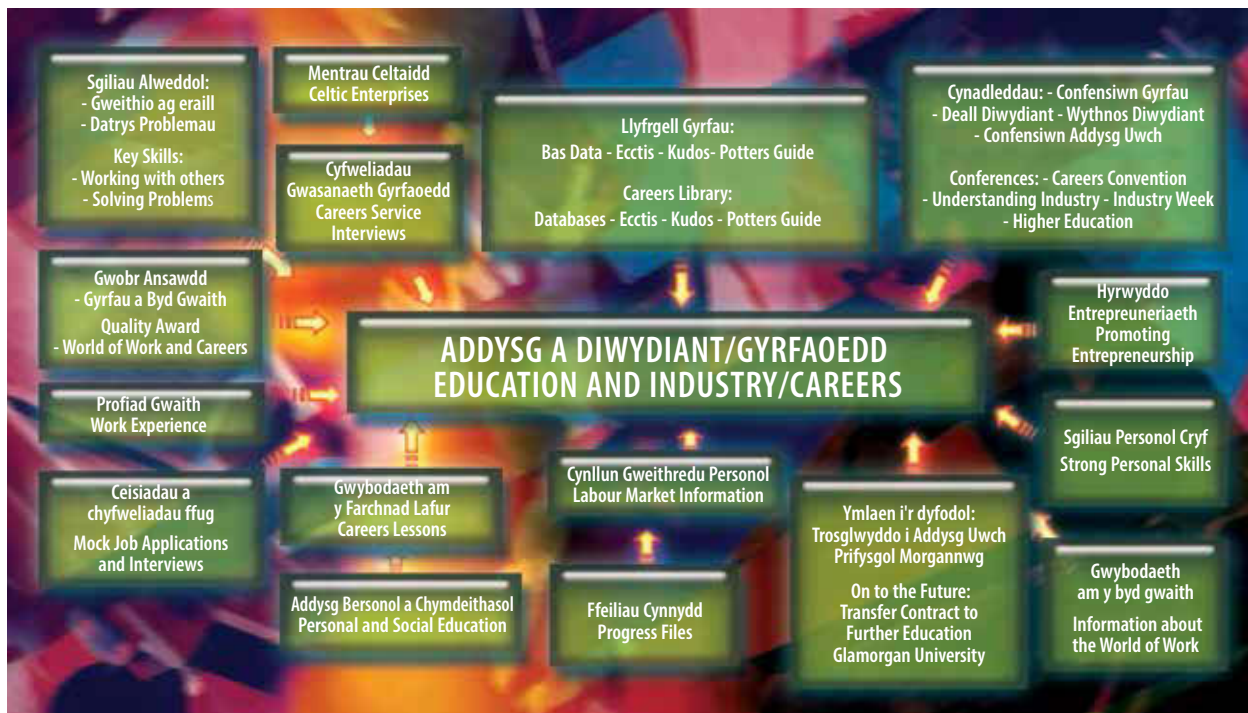 Sgiliau Alweddol:
- Gweithio ag eraill
- Datrys Problemau
Key Skills:
- Working with others
- Solving Problems
Mentrau Celtaidd
Celtic Enterprises
Cyfweliadau
Gwasanaeth Gyrfaoedd
Careers Service
Interviews
Llyfrgell Gyrfau:
Bas Data - Ecctis - Kudos- Potters Guide
Careers Library:
Databases - Ecctis - Kudos - Potters Guide
Cynadleddau: - Confensiwn Gyrfau
- Deall Diwydiant - Wythnos Diwydiant
- Confensiwn Addysg Uwch
Conferences: - Careers Convention
- Understanding Industry - Industry Week
- Higher Education
Gwobr Ansawdd
- Gyrfau a Byd Gwaith
Quality Award
- World of Work and Careers
ADDYSG A DIWYDIANT/GYRFAOEDD
EDUCATION AND INDUSTRY/CAREERS
Hyrwyddo
Entrepreuneriaeth
Promoting
Entrepreneurship
Profiad Gwaith
Work Experience
Sgiliau Personol Cryf
Strong Personal Skills
Ceisiadau a
chyfweliadau ffug
Mock Job Applications
and Interviews
Gwybodaeth am
y Farchnad Lafur
Careers Lessons
Cynllun Gweithredu Personol
Labour Market Information
Ymlaen i'r dyfodol:
Trosglwyddo i Addysg Uwch
Prifysgol Morgannwg
On to the Future:
Transfer Contract to
Further Education
Glamorgan University
Addysg Bersonol a Chymdeithasol
Personal and Social Education
Ffeiliau Cynnydd
Progress Files
Gwybodaeth
am y byd gwaith
Information about
the World of Work